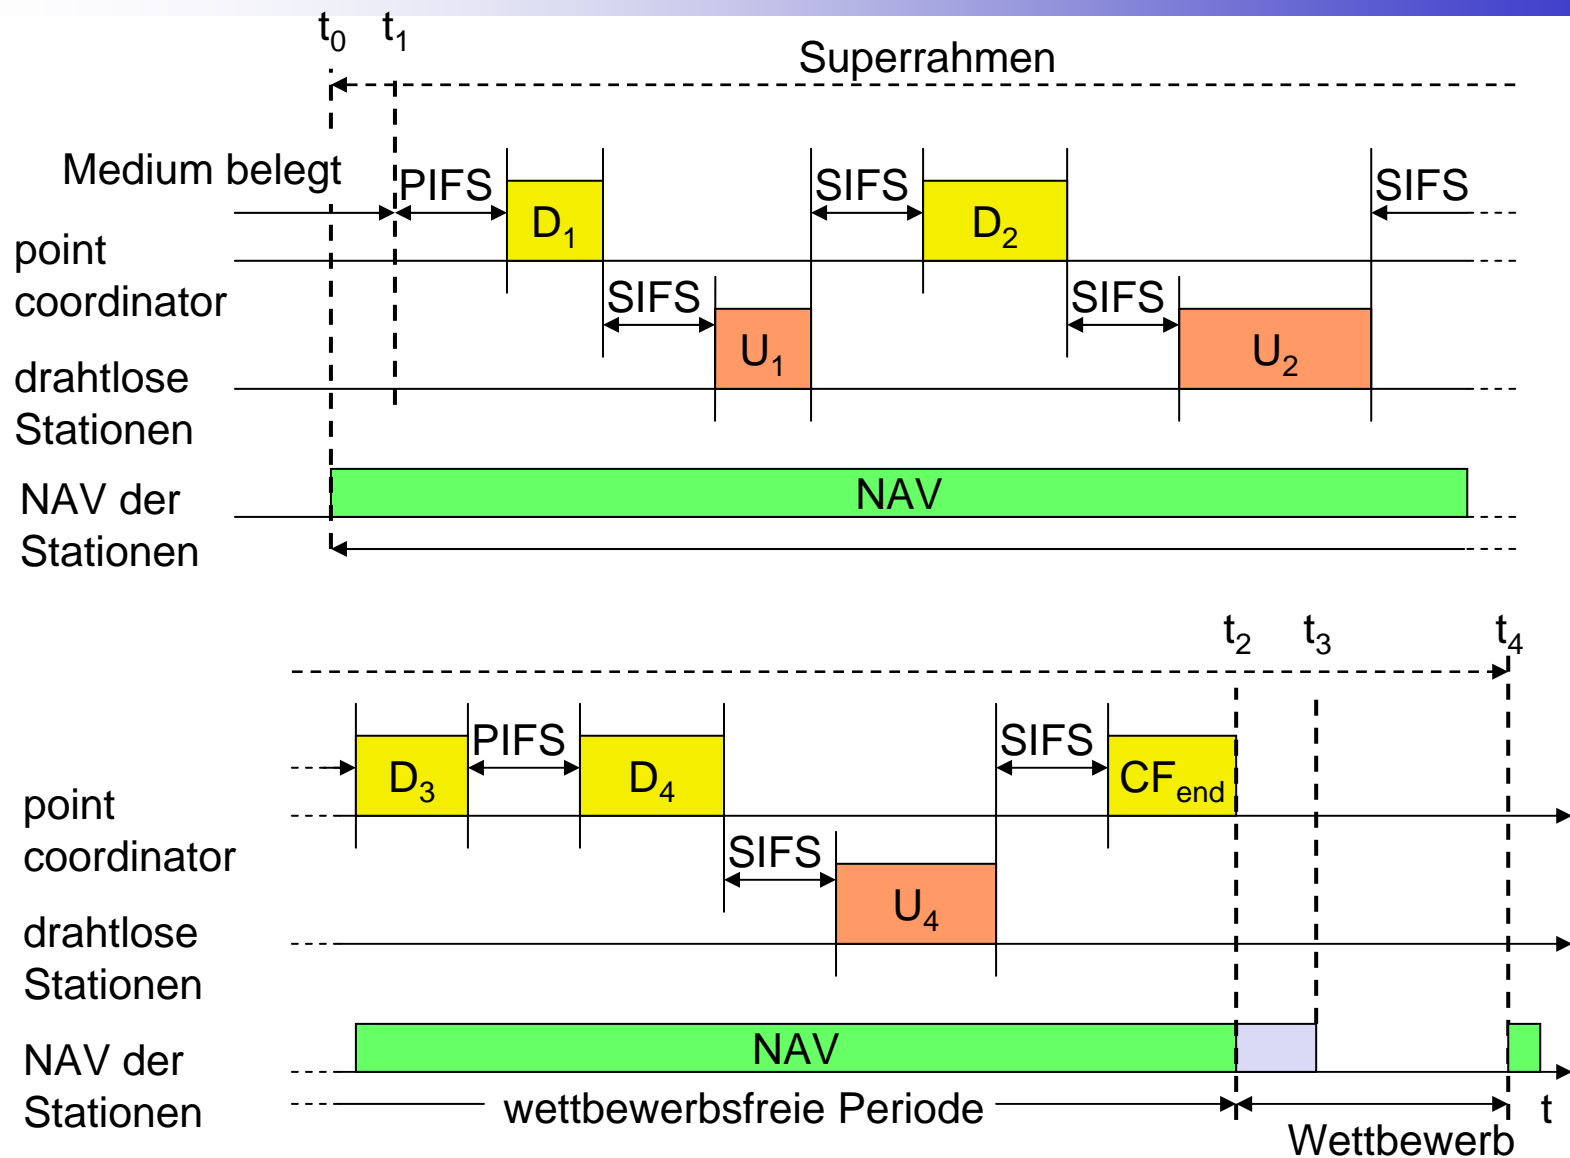 t0 t1
Superrahmen
Medium belegt
PIFS
SIFS
SIFS
D1
D2
point
coordinator
SIFS
SIFS
U1
U2
drahtlose
Stationen
NAV der
Stationen
NAV
t2 t3 t4
PIFS
SIFS
D3
D4
CFend
point
coordinator
SIFS
U4
drahtlose
Stationen
NAV der
Stationen
NAV
wettbewerbsfreie Periode
t
Wettbewerb